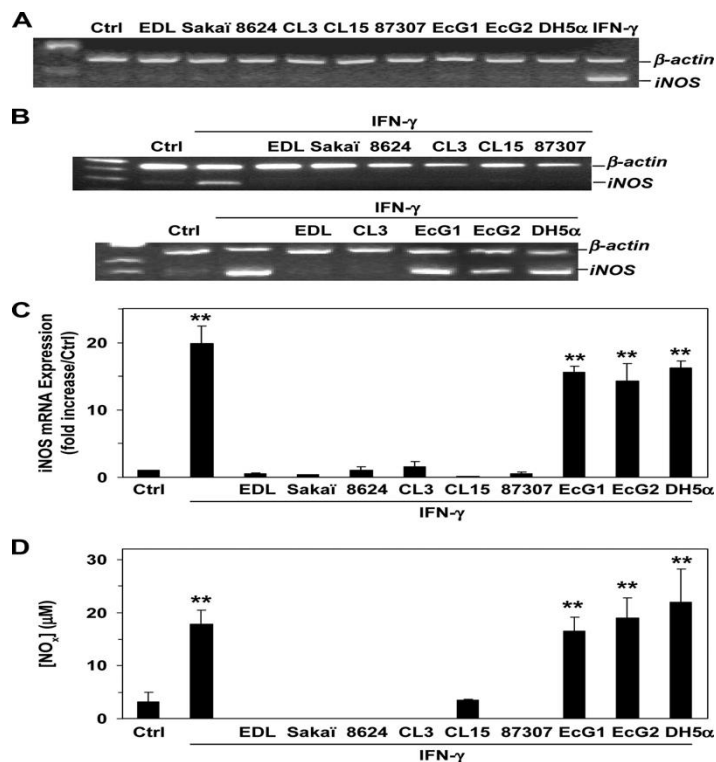 A
Ctrl EDL Sakaï 8624 CL3 CL15 87307 EcG1 EcG2 DH5α IFN-γ
β-actin
iNOS
B
IFN-γ
Ctrl EDL Sakaï 8624 CL3 CL15 87307
β-actin
iNOS
IFN-γ
Ctrl EDL CL3 EcG1 EcG2 DH5α
β-actin
iNOS
C
iNOS mRNA Expression
(fold increase/Ctrl)
20
10
0
** ** ** **
Ctrl EDL Sakaï 8624 CL3 CL15 87307 EcG1 EcG2 DH5α
IFN-γ
D
[NOx] (μM)
30
20
10
0
** ** ** **
Ctrl EDL Sakaï 8624 CL3 CL15 87307 EcG1 EcG2 DH5α
IFN-γ